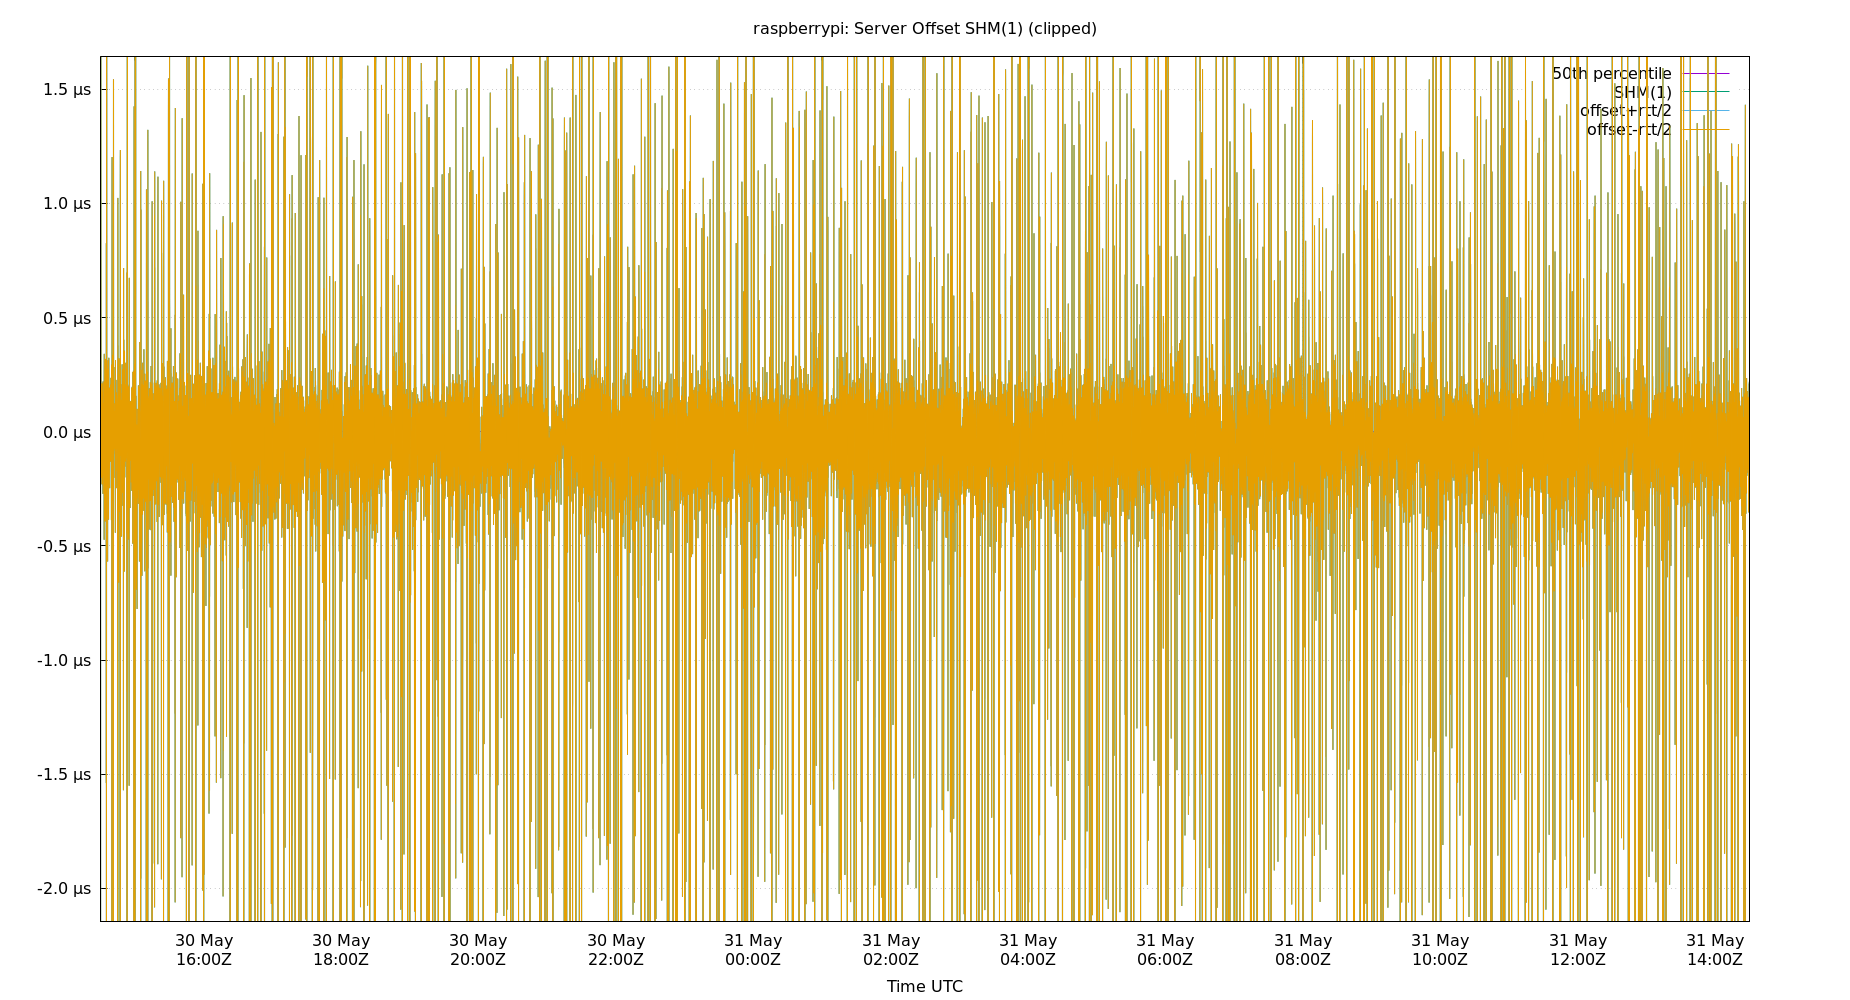 raspberrypi: Server Offset SHM(1) (clipped)
50th percentile
SHM(1)
offset+rtt/2
offset-rtt/2
1.5 µs
1.0 µs
0.5 µs
0.0 µs
-0.5 µs
-1.0 µs
-1.5 µs
-2.0 µs
30 May 30 May 30 May 30 May 31 May 31 May 31 May 31 May 31 May 31 May 31 May 31 May
16:00Z 18:00Z 20:00Z 22:00Z 00:00Z 02:00Z 04:00Z 06:00Z 08:00Z 10:00Z 12:00Z 14:00Z
Time UTC